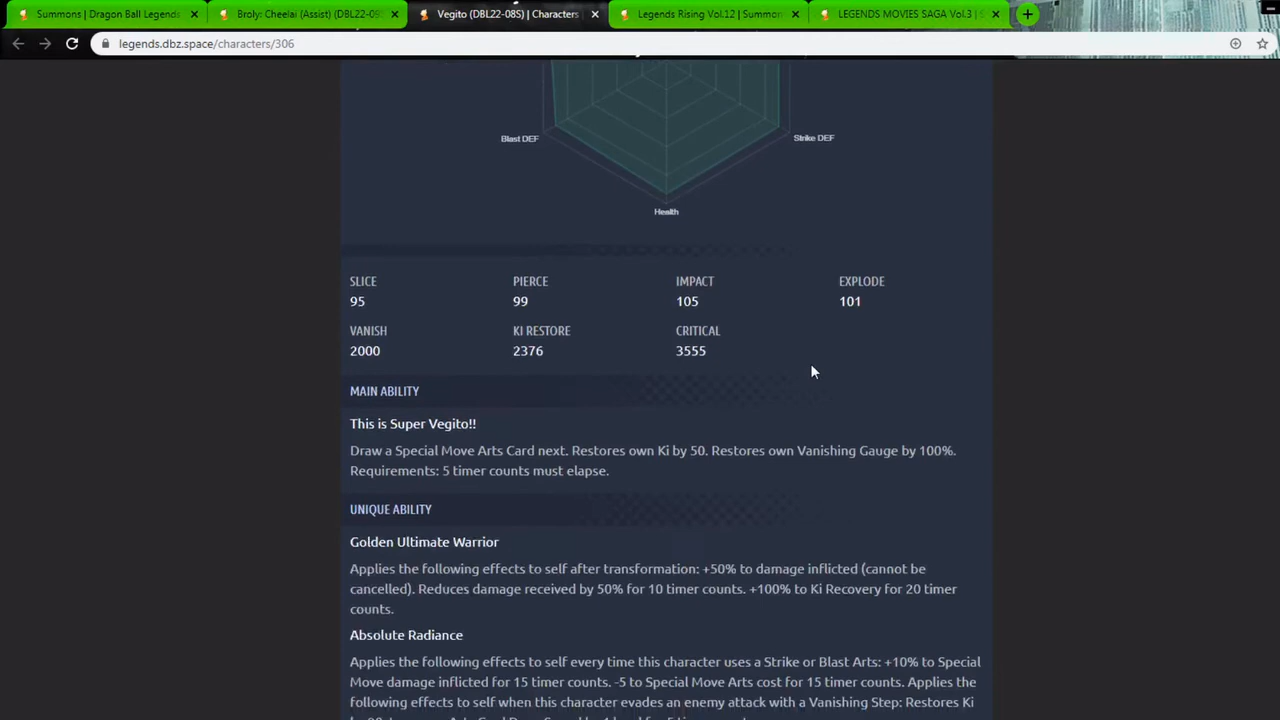 Summons | Dragon Ball Legends
Broly: Cheelai (Assist) (DBL22-09S
Vegito (DBL22-08S) | Characters
Legends Rising Vol.12 | Summon
LEGENDS MOVIES SAGA Vol.3 | S
legends.dbz.space/characters/306
Blast DEF
Strike DEF
Health
SLICE PIERCE IMPACT EXPLODE
95 99 105 101
VANISH KI RESTORE CRITICAL
2000 2376 3555
MAIN ABILITY
This is Super Vegito!!
Draw a Special Move Arts Card next. Restores own Ki by 50. Restores own Vanishing Gauge by 100%.
Requirements: 5 timer counts must elapse.
UNIQUE ABILITY
Golden Ultimate Warrior
Applies the following effects to self after transformation: +50% to damage inflicted (cannot be
cancelled). Reduces damage received by 50% for 10 timer counts. +100% to Ki Recovery for 20 timer
counts.
Absolute Radiance
Applies the following effects to self every time this character uses a Strike or Blast Arts: +10% to Special
Move damage inflicted for 15 timer counts. -5 to Special Move Arts cost for 15 timer counts. Applies the
following effects to self when this character evades an enemy attack with a Vanishing Step: Restores Ki